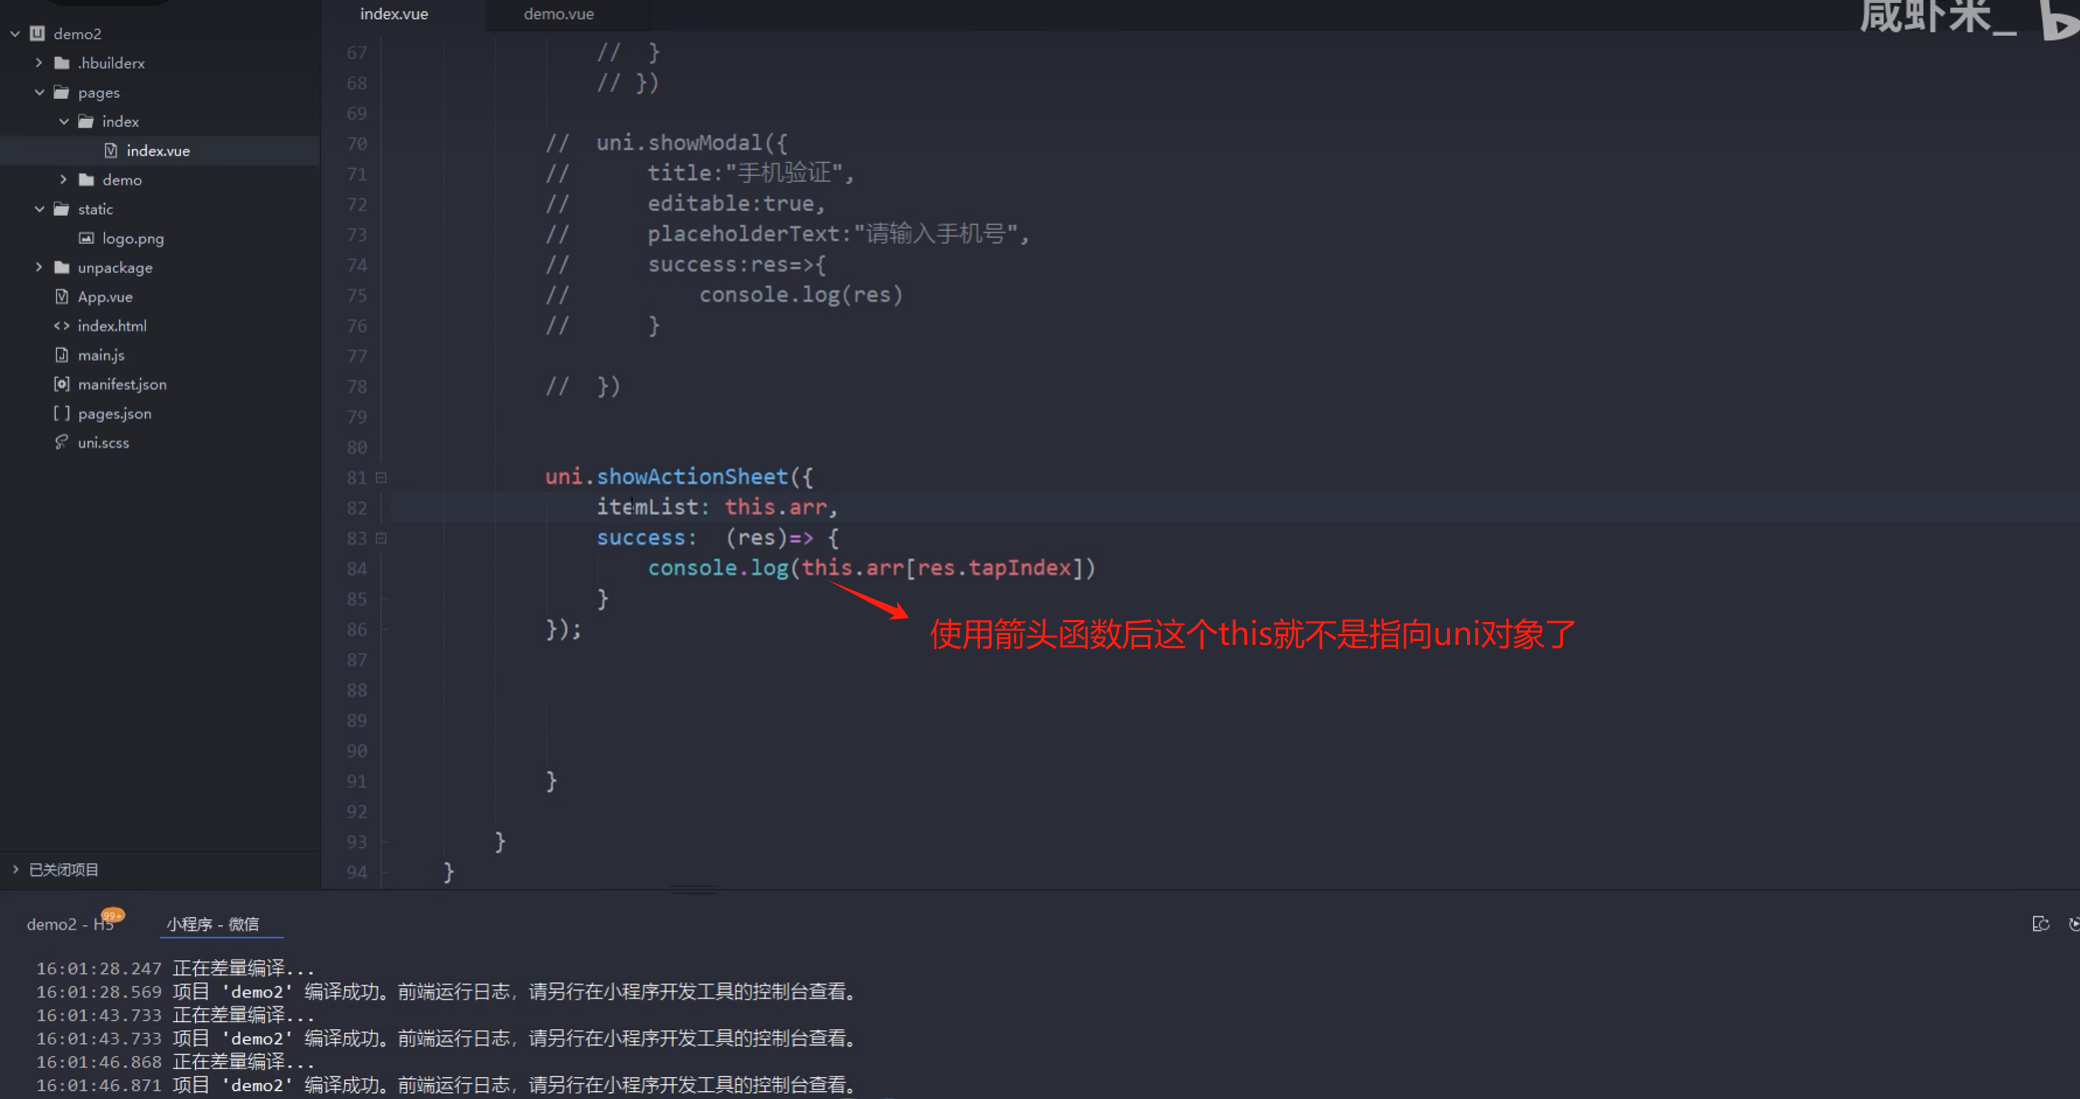 index.vue
demo.vue
咸虾米_
demo2
.hbuilderx
pages
index
index.vue
demo
static
logo.png
unpackage
App.vue
index.html
main.js
manifest.json
pages.json
uni.scss
已关闭项目
67 // }
68 // })
69
70 // uni.showModal({
71 // title:"手机验证",
72 // editable:true,
73 // placeholderText:"请输入手机号",
74 // success:res=>{
75 // console.log(res)
76 // }
77
78 // })
79
80
81 uni.showActionSheet({
82 itemList: this.arr,
83 success: (res)=> {
84 console.log(this.arr[res.tapIndex])
85 }
86 });
使用箭头函数后这个this就不是指向uni对象了
87
88
89
90
91 }
92
93 }
94 }
demo2 - H5
99+
小程序 - 微信
16:01:28.247 正在差量编译...
16:01:28.569 项目 'demo2' 编译成功。前端运行日志，请另行在小程序开发工具的控制台查看。
16:01:43.733 正在差量编译...
16:01:43.733 项目 'demo2' 编译成功。前端运行日志，请另行在小程序开发工具的控制台查看。
16:01:46.868 正在差量编译...
16:01:46.871 项目 'demo2' 编译成功。前端运行日志，请另行在小程序开发工具的控制台查看。